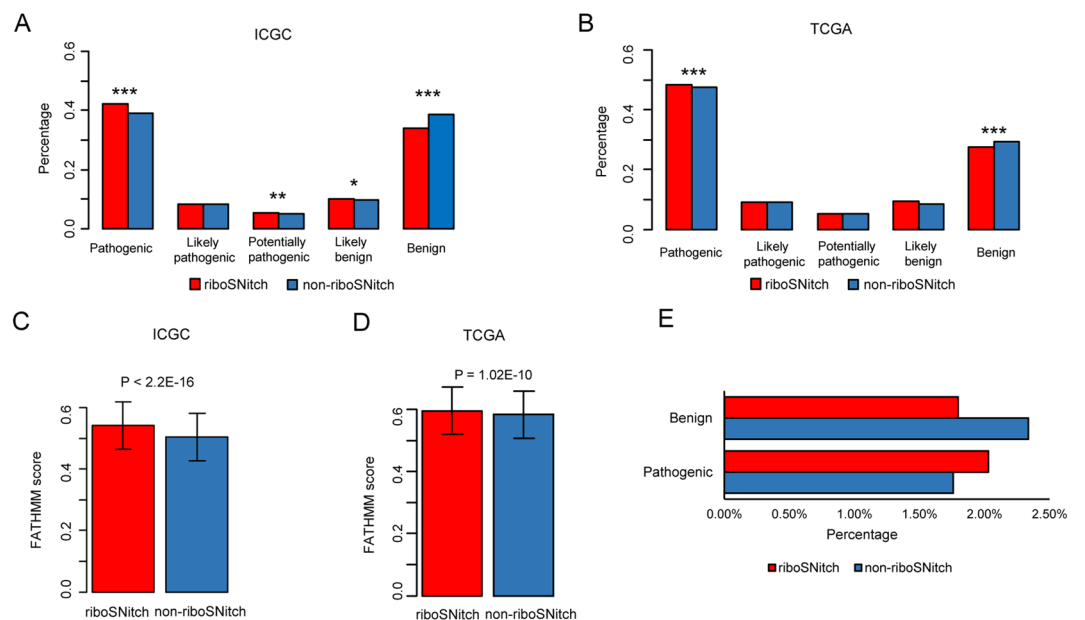 A
ICGC
Percentage
0.0
0.2
0.4
0.6
***
**
*
***
Pathogenic
Likely
pathogenic
Potentially
pathogenic
Likely
benign
Benign
riboSNitch
non-riboSNitch
B
TCGA
Percentage
0.0
0.2
0.4
0.6
***
***
Pathogenic
Likely
pathogenic
Potentially
pathogenic
Likely
benign
Benign
riboSNitch
non-riboSNitch
C
ICGC
P < 2.2E-16
FATHMM score
0.0
0.2
0.4
0.6
riboSNitch
non-riboSNitch
D
TCGA
P = 1.02E-10
FATHMM score
0.0
0.2
0.4
0.6
riboSNitch
non-riboSNitch
E
Benign
Pathogenic
0.00%
0.50%
1.00%
1.50%
2.00%
2.50%
Percentage
riboSNitch
non-riboSNitch